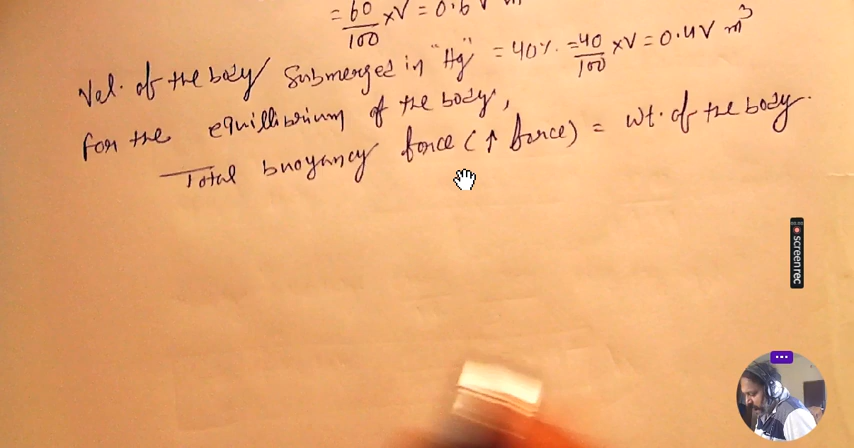 = 60/100 × V = 0.6 V m
Vol. of the body submerged in "Hg" = 40%. = 40/100 × V = 0.4V m³
For the equillibrium of the body,
Total buoyancy force (↑ force) = Wt. of the body.
screenrec